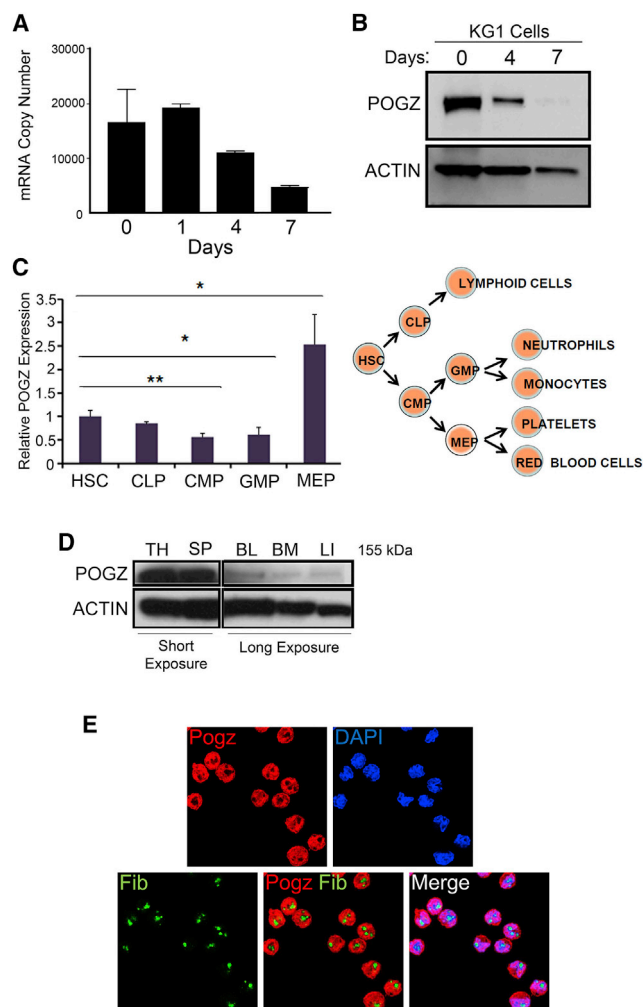 A
mRNA Copy Number
20000
30000
20000
10000
0
0 1 4 7
Days
B
KG1 Cells
Days: 0 4 7
POGZ
ACTIN
C
Relative POGZ Expression
3.5
3
2.5
2
1.5
1
0.5
0
*
*
**
HSC CLP CMP GMP MEP
LYMPHOID CELLS
CLP
HSC
NEUTROPHILS
GMP
MONOCYTES
CMP
PLATELETS
MEP
RED BLOOD CELLS
D
TH SP BL BM LI 155 kDa
POGZ
ACTIN
Short Exposure
Long Exposure
E
Pogz
DAPI
Fib
Pogz Fib
Merge